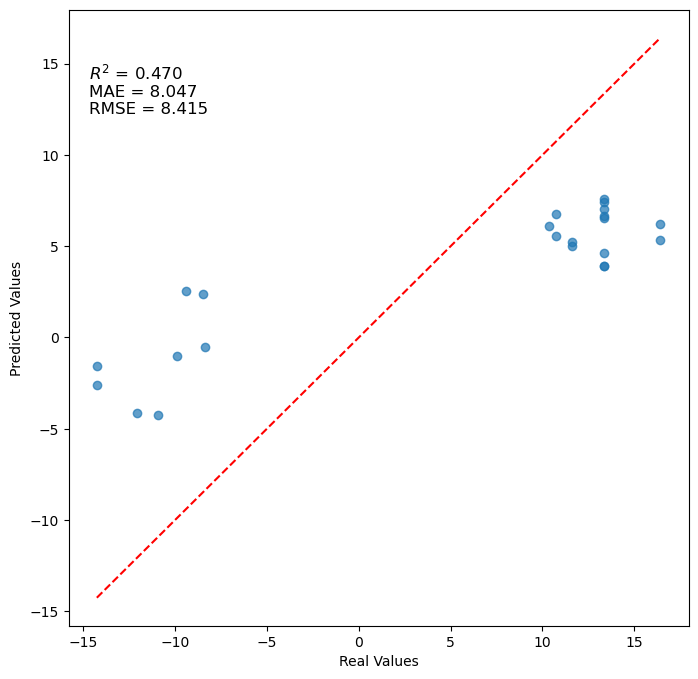 R² = 0.470
MAE = 8.047
RMSE = 8.415
15
10
5
0
−5
−10
−15
Predicted Values
−15 −10 −5 0 5 10 15
Real Values